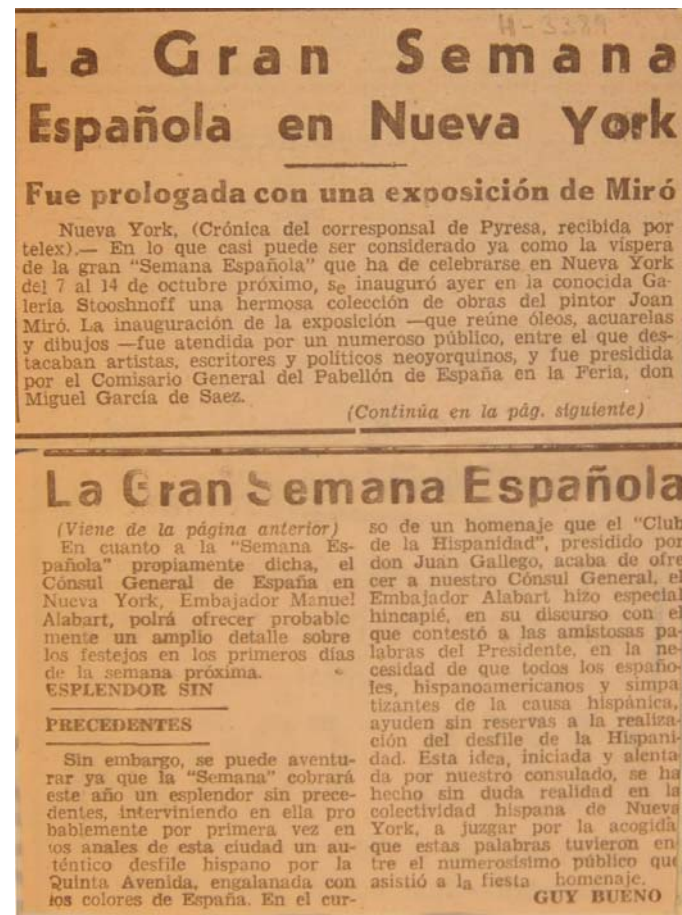 H-3389
La Gran Semana
Española en Nueva York
Fue prologada con una exposición de Miró
Nueva York, (Crónica del corresponsal de Pyresa, recibida por
telex).— En lo que casi puede ser considerado ya como la víspera
de la gran “Semana Española” que ha de celebrarse en Nueva York
del 7 al 14 de octubre próximo, se inauguró ayer en la conocida Ga-
lería Stooshnoff una hermosa colección de obras del pintor Joan
Miró. La inauguración de la exposición —que reúne óleos, acuarelas
y dibujos —fue atendida por un numeroso público, entre el que des-
tacaban artistas, escritores y políticos neoyorquinos, y fue presidida
por el Comisario General del Pabellón de España en la Feria, don
Miguel García de Saez.
(Continúa en la pág. siguiente)
La Gran Semana Española
(Viene de la página anterior)
En cuanto a la “Semana Es-
pañola” propiamente dicha, el
Cónsul General de España en
Nueva York, Embajador Manuel
Alabart, polrá ofrecer probable
mente un amplio detalle sobre
los festejos en los primeros días
de la semana próxima.
ESPLENDOR SIN
PRECEDENTES
Sin embargo, se puede aventu-
rar ya que la “Semana” cobrará
este año un esplendor sin prece-
dentes, interviniendo en ella pro
bablemente por primera vez en
los anales de esta ciudad un au-
téntico desfile hispano por la
Quinta Avenida, engalanada con
los colores de España. En el cur-
so de un homenaje que el “Club
de la Hispanidad”, presidido por
don Juan Gallego, acaba de ofre
cer a nuestro Cónsul General, el
Embajador Alabart hizo especial
hincapié, en su discurso con el
que contestó a las amistosas pa-
labras del Presidente, en la ne-
cesidad de que todos los españo-
les, hispanoamericanos y simpa
tizantes de la causa hispánica,
ayuden sin reservas a la realiza-
ción del desfile de la Hispani-
dad. Esta idea, iniciada y alenta-
da por nuestro consulado, se ha
hecho sin duda realidad en la
colectividad hispana de Nueva
York, a juzgar por la acogida
que estas palabras tuvieron en
tre el numerosísimo público que
asistió a la fiesta homenaje.
GUY BUENO